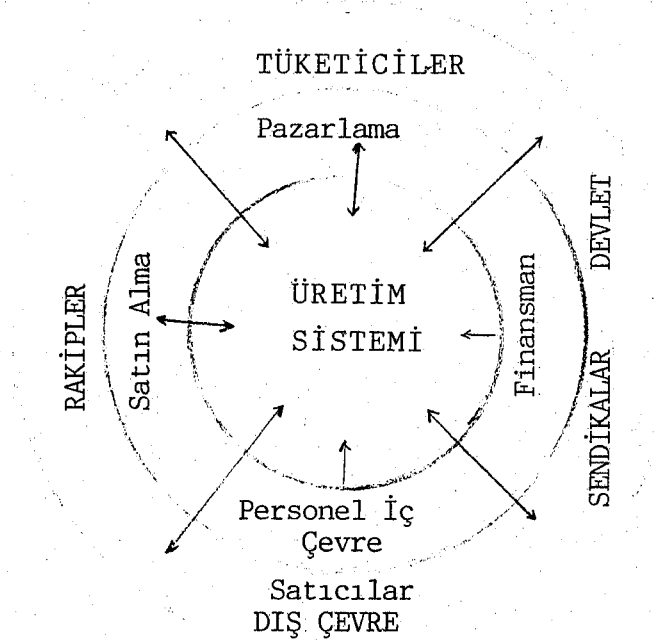 TÜKETİCİLER
Pazarlama
DEVLET
RAKİPLER
Satın Alma
ÜRETİM
SİSTEMİ
Finansman
SENDİKALAR
Personel İç
Çevre
Satıcılar
DIŞ ÇEVRE